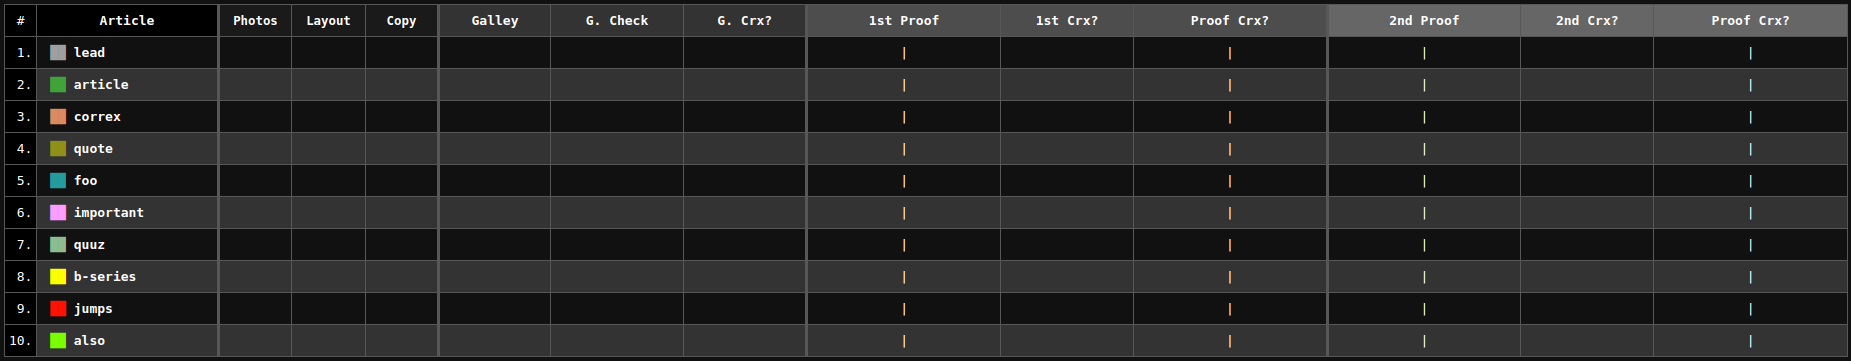 # Article Photos Layout Copy Galley G. Check G. Crx? 1st Proof 1st Crx? Proof Crx? 2nd Proof 2nd Crx? Proof Crx?
1. lead | | | |
2. article | | | |
3. correx | | | |
4. quote | | | |
5. foo | | | |
6. important | | | |
7. quuz | | | |
8. b-series | | | |
9. jumps | | | |
10. also | | | |